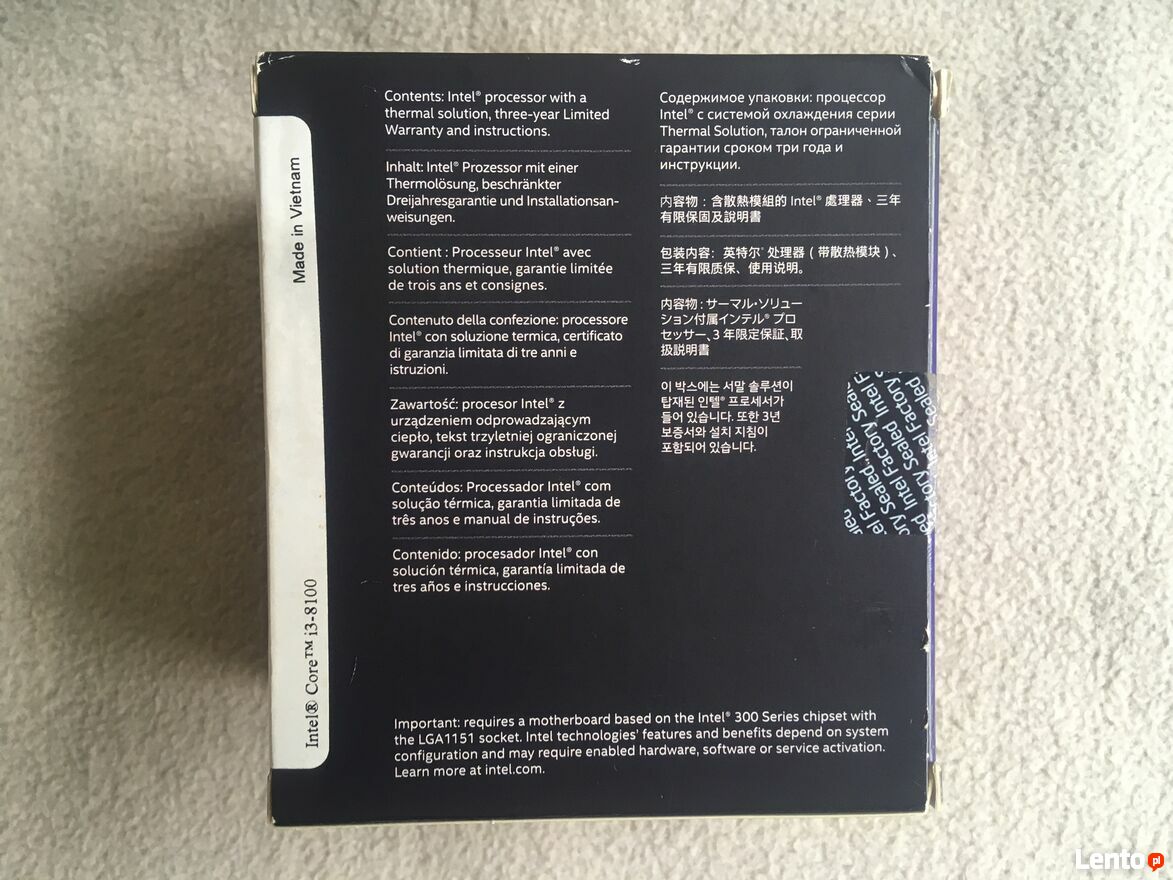 Contents: Intel® processor with a
thermal solution, three-year Limited
Warranty and instructions.
Inhalt: Intel® Prozessor mit einer
Thermolösung, beschränkter
Dreijahresgarantie und Installationsan-
weisungen.
Contient : Processeur Intel® avec
solution thermique, garantie limitée
de trois ans et consignes.
Contenuto della confezione: processore
Intel® con soluzione termica, certificato
di garanzia limitata di tre anni e
istruzioni.
Zawartość: procesor Intel® z
urządzeniem odprowadzającym
ciepło, tekst trzyletniej ograniczonej
gwarancji oraz instrukcja obsługi.
Conteúdos: Processador Intel® com
solução térmica, garantia limitada de
três anos e manual de instruções.
Contenido: procesador Intel® con
solución térmica, garantía limitada de
tres años e instrucciones.
Содержимое упаковки: процессор
Intel® с системой охлаждения серии
Thermal Solution, талон ограниченной
гарантии сроком три года и
инструкции.
内容物：含散熱模組的 Intel® 處理器、三年
有限保固及說明書
包装内容: 英特尔® 处理器（带散热模块）、
三年有限质保、使用说明。
内容物 : サーマル・ソリュー
ション付属インテル® プロ
セッサー、3 年限定保証、取
扱説明書
이 박스에는 서말 솔루션이
탑재된 인텔® 프로세서가
들어 있습니다. 또한 3년
보증서와 설치 지침이
포함되어 있습니다.
Important: requires a motherboard based on the Intel® 300 Series chipset with
the LGA1151 socket. Intel technologies' features and benefits depend on system
configuration and may require enabled hardware, software or service activation.
Learn more at intel.com.
Made in Vietnam
Intel® Core™ i3-8100
Intel Factory Sealed
Lento pl